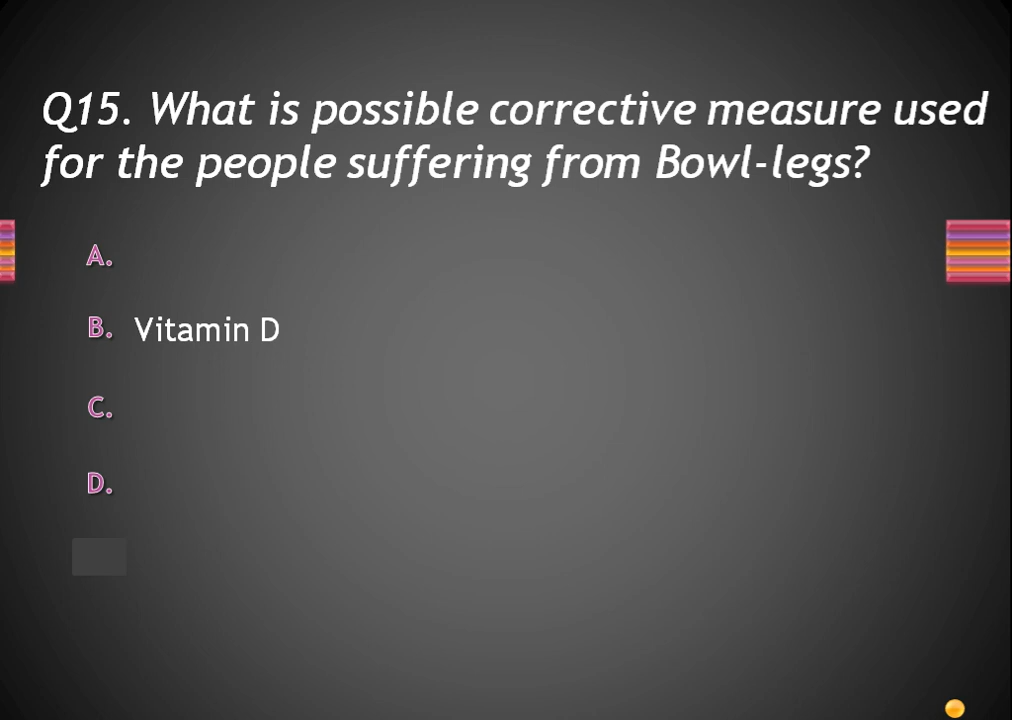 Q15. What is possible corrective measure used
for the people suffering from Bowl-legs?
A.
B. Vitamin D
C.
D.